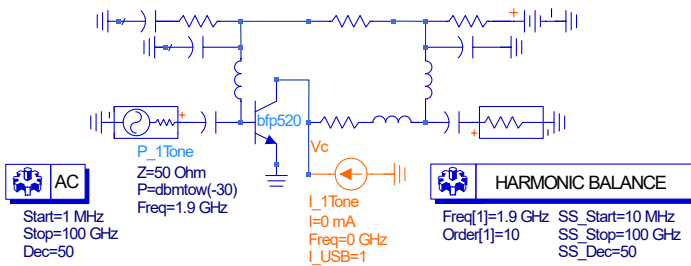 bfp520
P_1Tone
Z=50 Ohm
P=dbmtow(-30)
Freq=1.9 GHz
Vc
I_1Tone
I=0 mA
Freq=0 GHz
I_USB=1
AC
Start=1 MHz
Stop=100 GHz
Dec=50
HARMONIC BALANCE
Freq[1]=1.9 GHz SS_Start=10 MHz
Order[1]=10 SS_Stop=100 GHz
SS_Dec=50